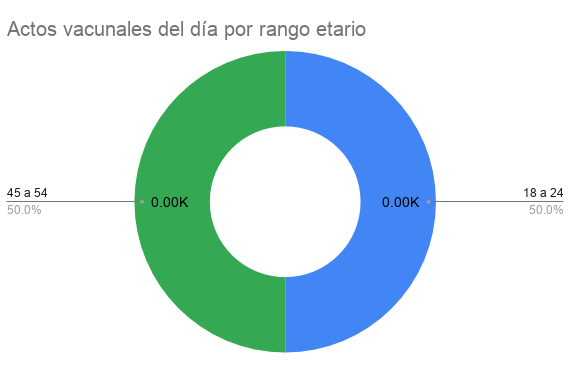 Actos vacunales del día por rango etario
45 a 54
50.0%
0.00K
0.00K
18 a 24
50.0%